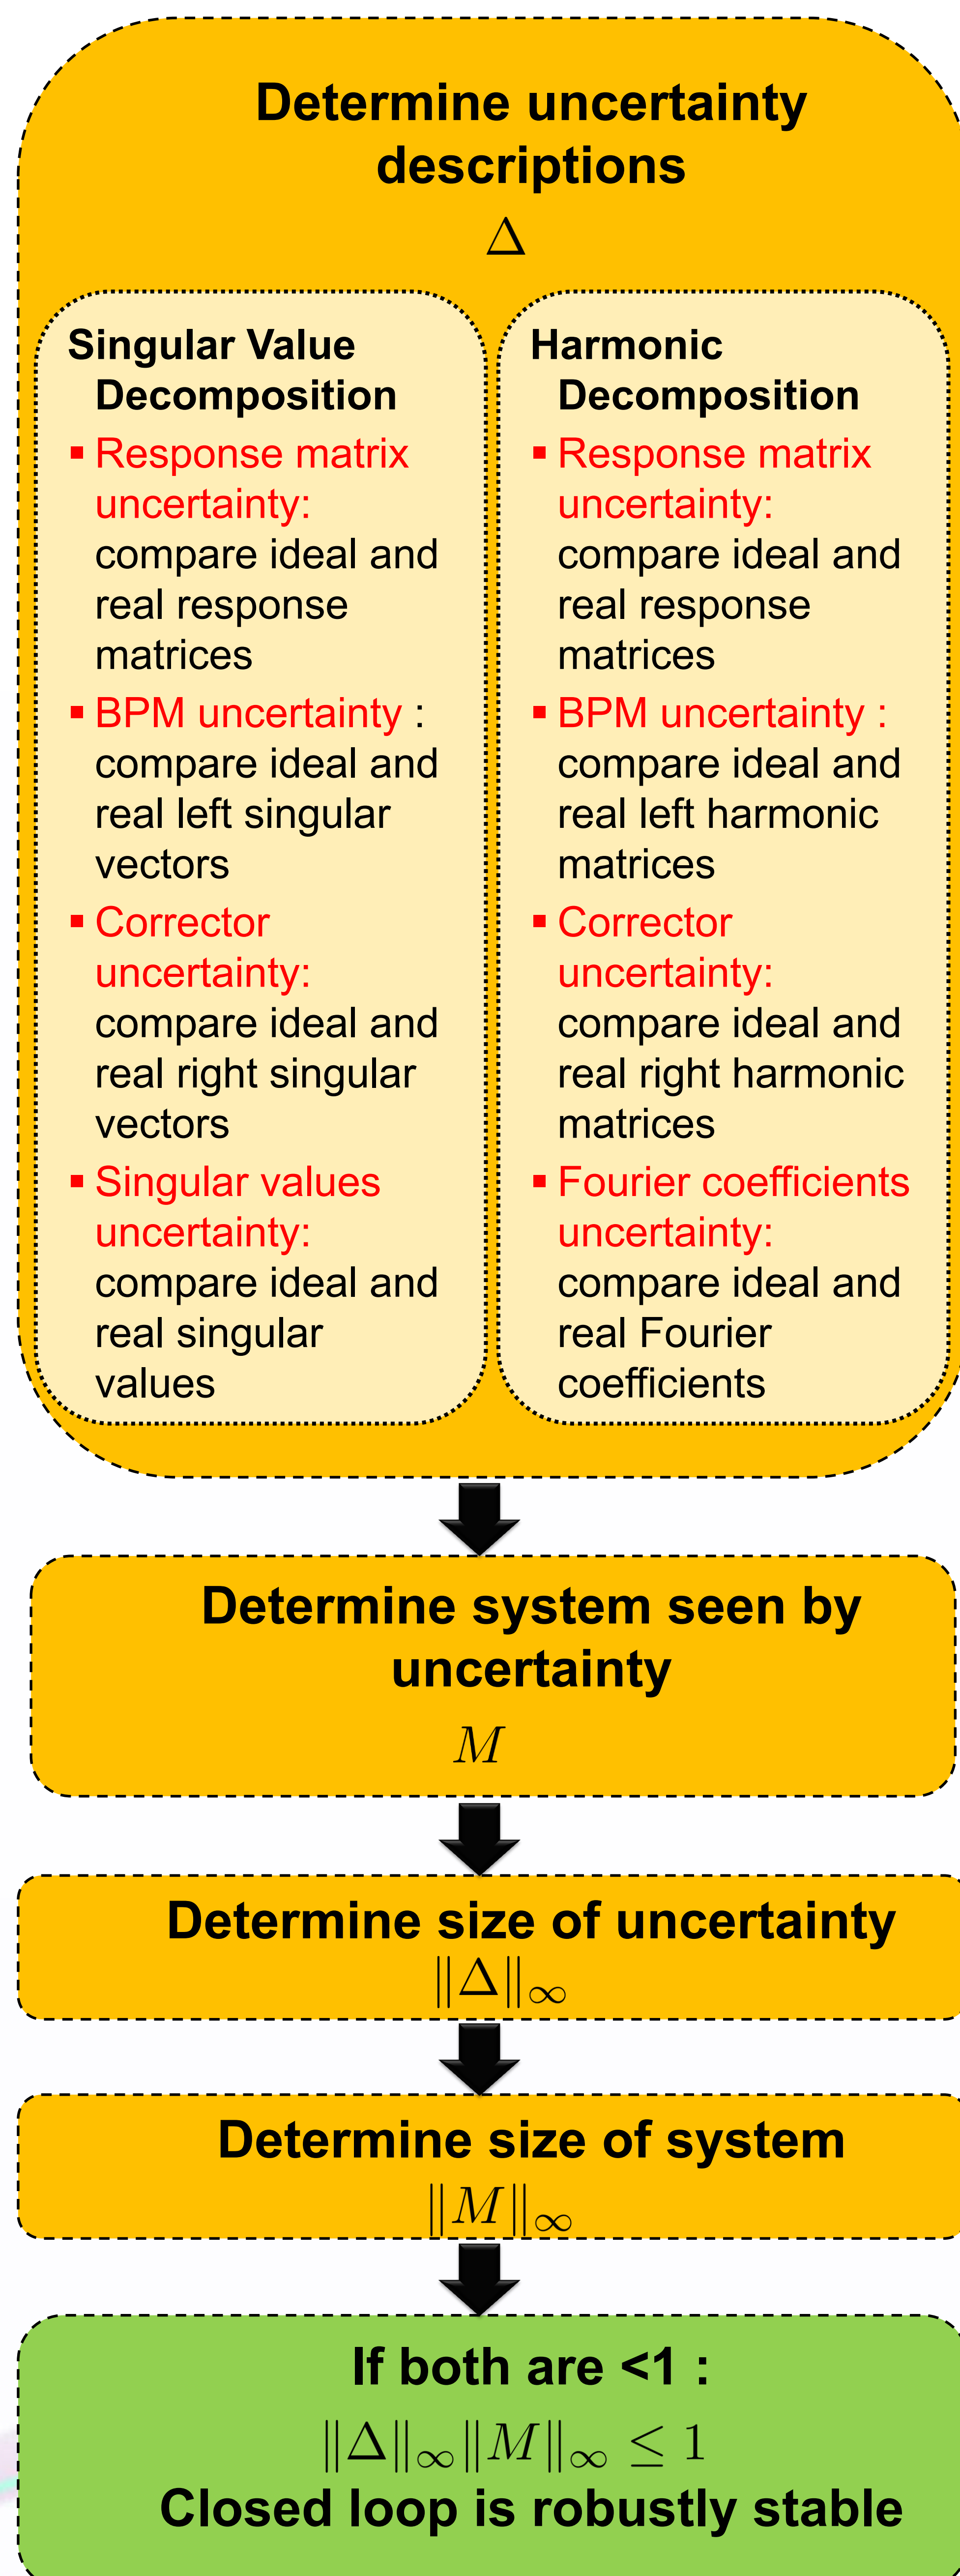 Determine uncertainty
descriptions
Δ
Singular Value
Decomposition
▪ Response matrix
uncertainty:
compare ideal and
real response
matrices
▪ BPM uncertainty :
compare ideal and
real left singular
vectors
▪ Corrector
uncertainty:
compare ideal and
real right singular
vectors
▪ Singular values
uncertainty:
compare ideal and
real singular
values
Harmonic
Decomposition
▪ Response matrix
uncertainty:
compare ideal and
real response
matrices
▪ BPM uncertainty :
compare ideal and
real left harmonic
matrices
▪ Corrector
uncertainty:
compare ideal and
real right harmonic
matrices
▪ Fourier coefficients
uncertainty:
compare ideal and
real Fourier
coefficients
Determine system seen by
uncertainty
M
Determine size of uncertainty
‖Δ‖∞
Determine size of system
‖M‖∞
If both are <1 :
‖Δ‖∞‖M‖∞ ≤ 1
Closed loop is robustly stable